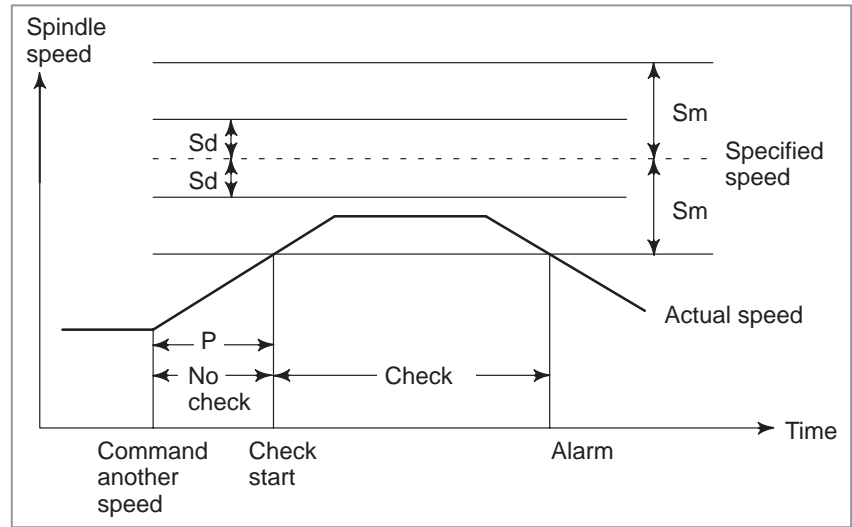 Spindle
speed
Sm
Sd
Specified
speed
Sd
Sm
Actual speed
P
No
check
Check
Time
Command
another
speed
Check
start
Alarm